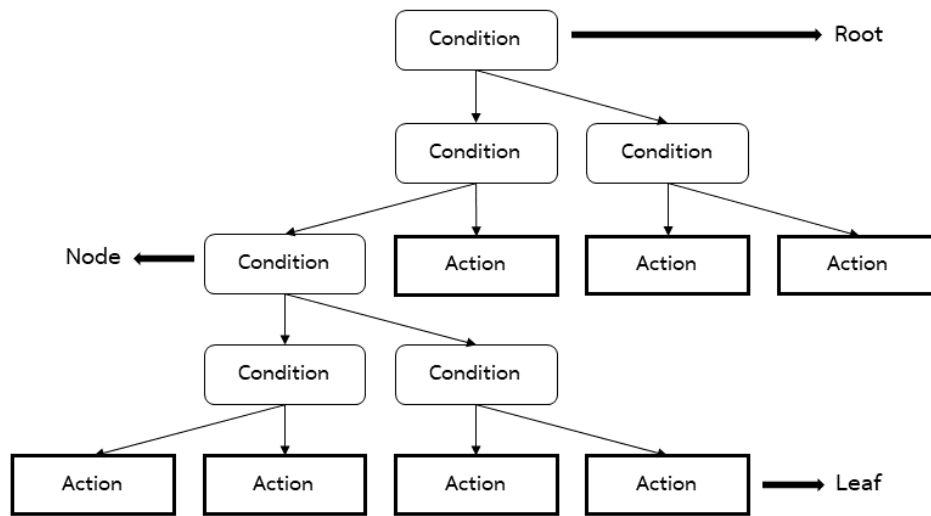 Condition
Root
Condition
Condition
Node
Condition
Action
Action
Action
Condition
Condition
Action
Action
Action
Action
Leaf